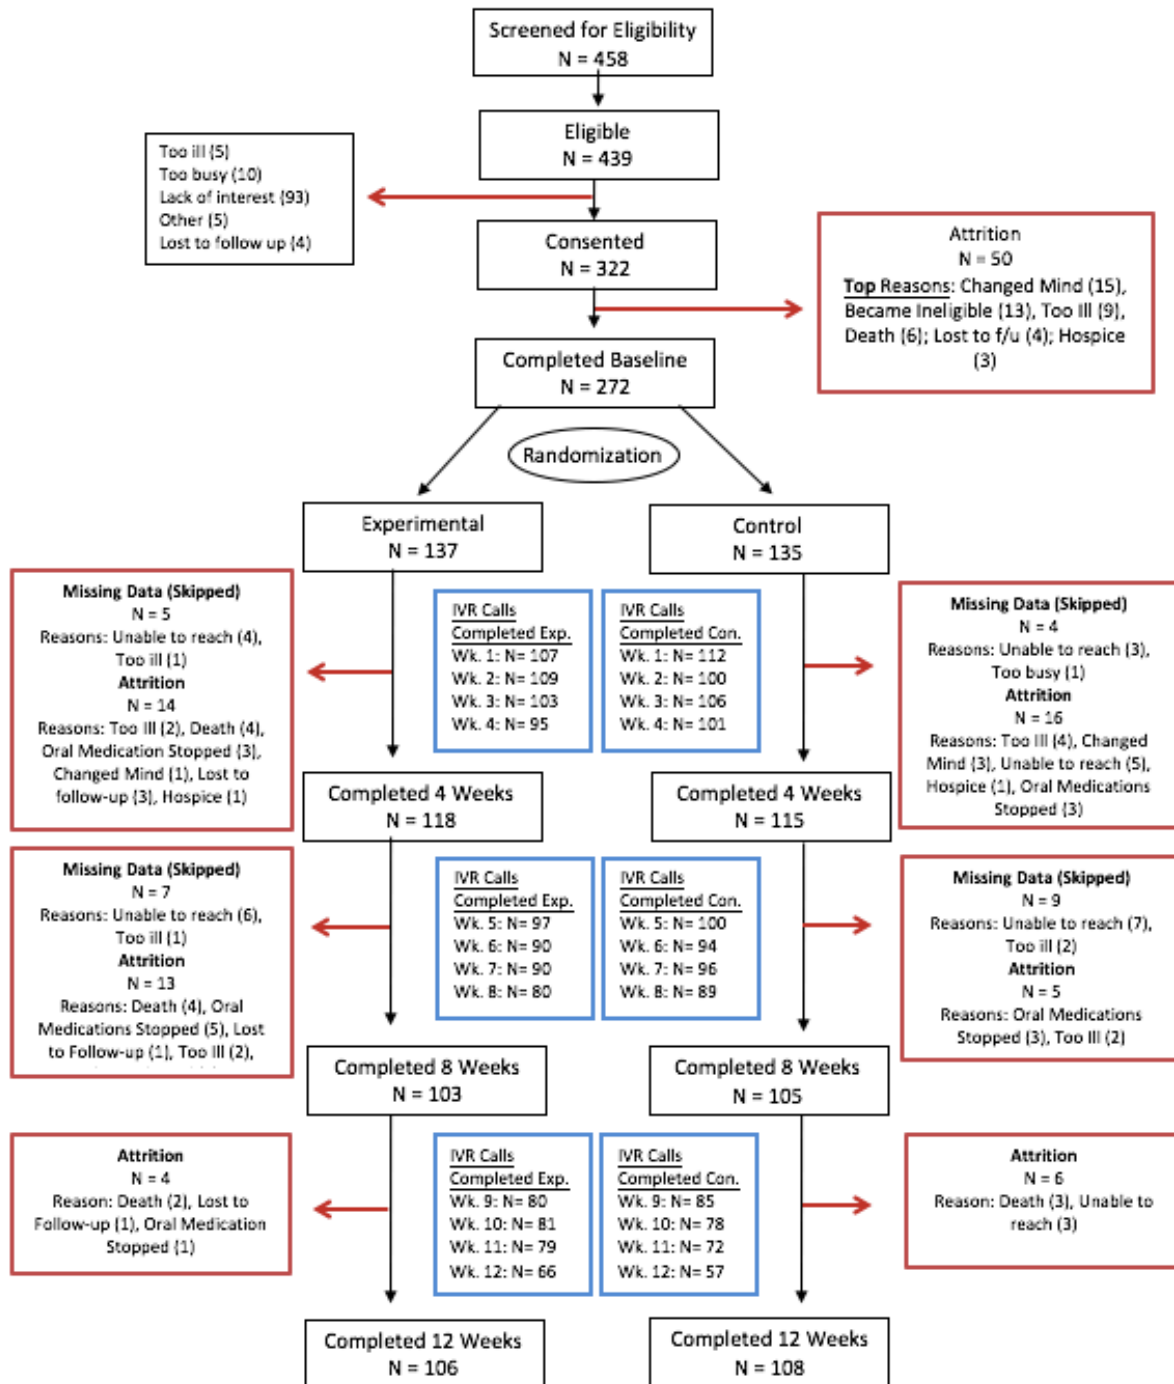 Screened for Eligibility
N = 458
Eligible
N = 439
Too ill (5)
Too busy (10)
Lack of interest (93)
Other (5)
Lost to follow up (4)
Consented
N = 322
Attrition
N = 50
Top Reasons: Changed Mind (15),
Became Ineligible (13), Too Ill (9),
Death (6); Lost to f/u (4); Hospice
(3)
Completed Baseline
N = 272
Randomization
Experimental
N = 137
Control
N = 135
Missing Data (Skipped)
N = 5
Reasons: Unable to reach (4),
Too ill (1)
Attrition
N = 14
Reasons: Too Ill (2), Death (4),
Oral Medication Stopped (3),
Changed Mind (1), Lost to
follow-up (3), Hospice (1)
IVR Calls
Completed Exp.
Wk. 1: N= 107
Wk. 2: N= 109
Wk. 3: N= 103
Wk. 4: N= 95
IVR Calls
Completed Con.
Wk. 1: N= 112
Wk. 2: N= 100
Wk. 3: N= 106
Wk. 4: N= 101
Missing Data (Skipped)
N = 4
Reasons: Unable to reach (3),
Too busy (1)
Attrition
N = 16
Reasons: Too Ill (4), Changed
Mind (3), Unable to reach (5),
Hospice (1), Oral Medications
Stopped (3)
Completed 4 Weeks
N = 118
Completed 4 Weeks
N = 115
Missing Data (Skipped)
N = 7
Reasons: Unable to reach (6),
Too ill (1)
Attrition
N = 13
Reasons: Death (4), Oral
Medications Stopped (5), Lost
to Follow-up (1), Too Ill (2),
IVR Calls
Completed Exp.
Wk. 5: N= 97
Wk. 6: N= 90
Wk. 7: N= 90
Wk. 8: N= 80
IVR Calls
Completed Con.
Wk. 5: N= 100
Wk. 6: N= 94
Wk. 7: N= 96
Wk. 8: N= 89
Missing Data (Skipped)
N = 9
Reasons: Unable to reach (7),
Too ill (2)
Attrition
N = 5
Reasons: Oral Medications
Stopped (3), Too Ill (2)
Completed 8 Weeks
N = 103
Completed 8 Weeks
N = 105
Attrition
N = 4
Reason: Death (2), Lost to
Follow-up (1), Oral Medication
Stopped (1)
IVR Calls
Completed Exp.
Wk. 9: N= 80
Wk. 10: N= 81
Wk. 11: N= 79
Wk. 12: N= 66
IVR Calls
Completed Con.
Wk. 9: N= 85
Wk. 10: N= 78
Wk. 11: N= 72
Wk. 12: N= 57
Attrition
N = 6
Reason: Death (3), Unable to
reach (3)
Completed 12 Weeks
N = 106
Completed 12 Weeks
N = 108